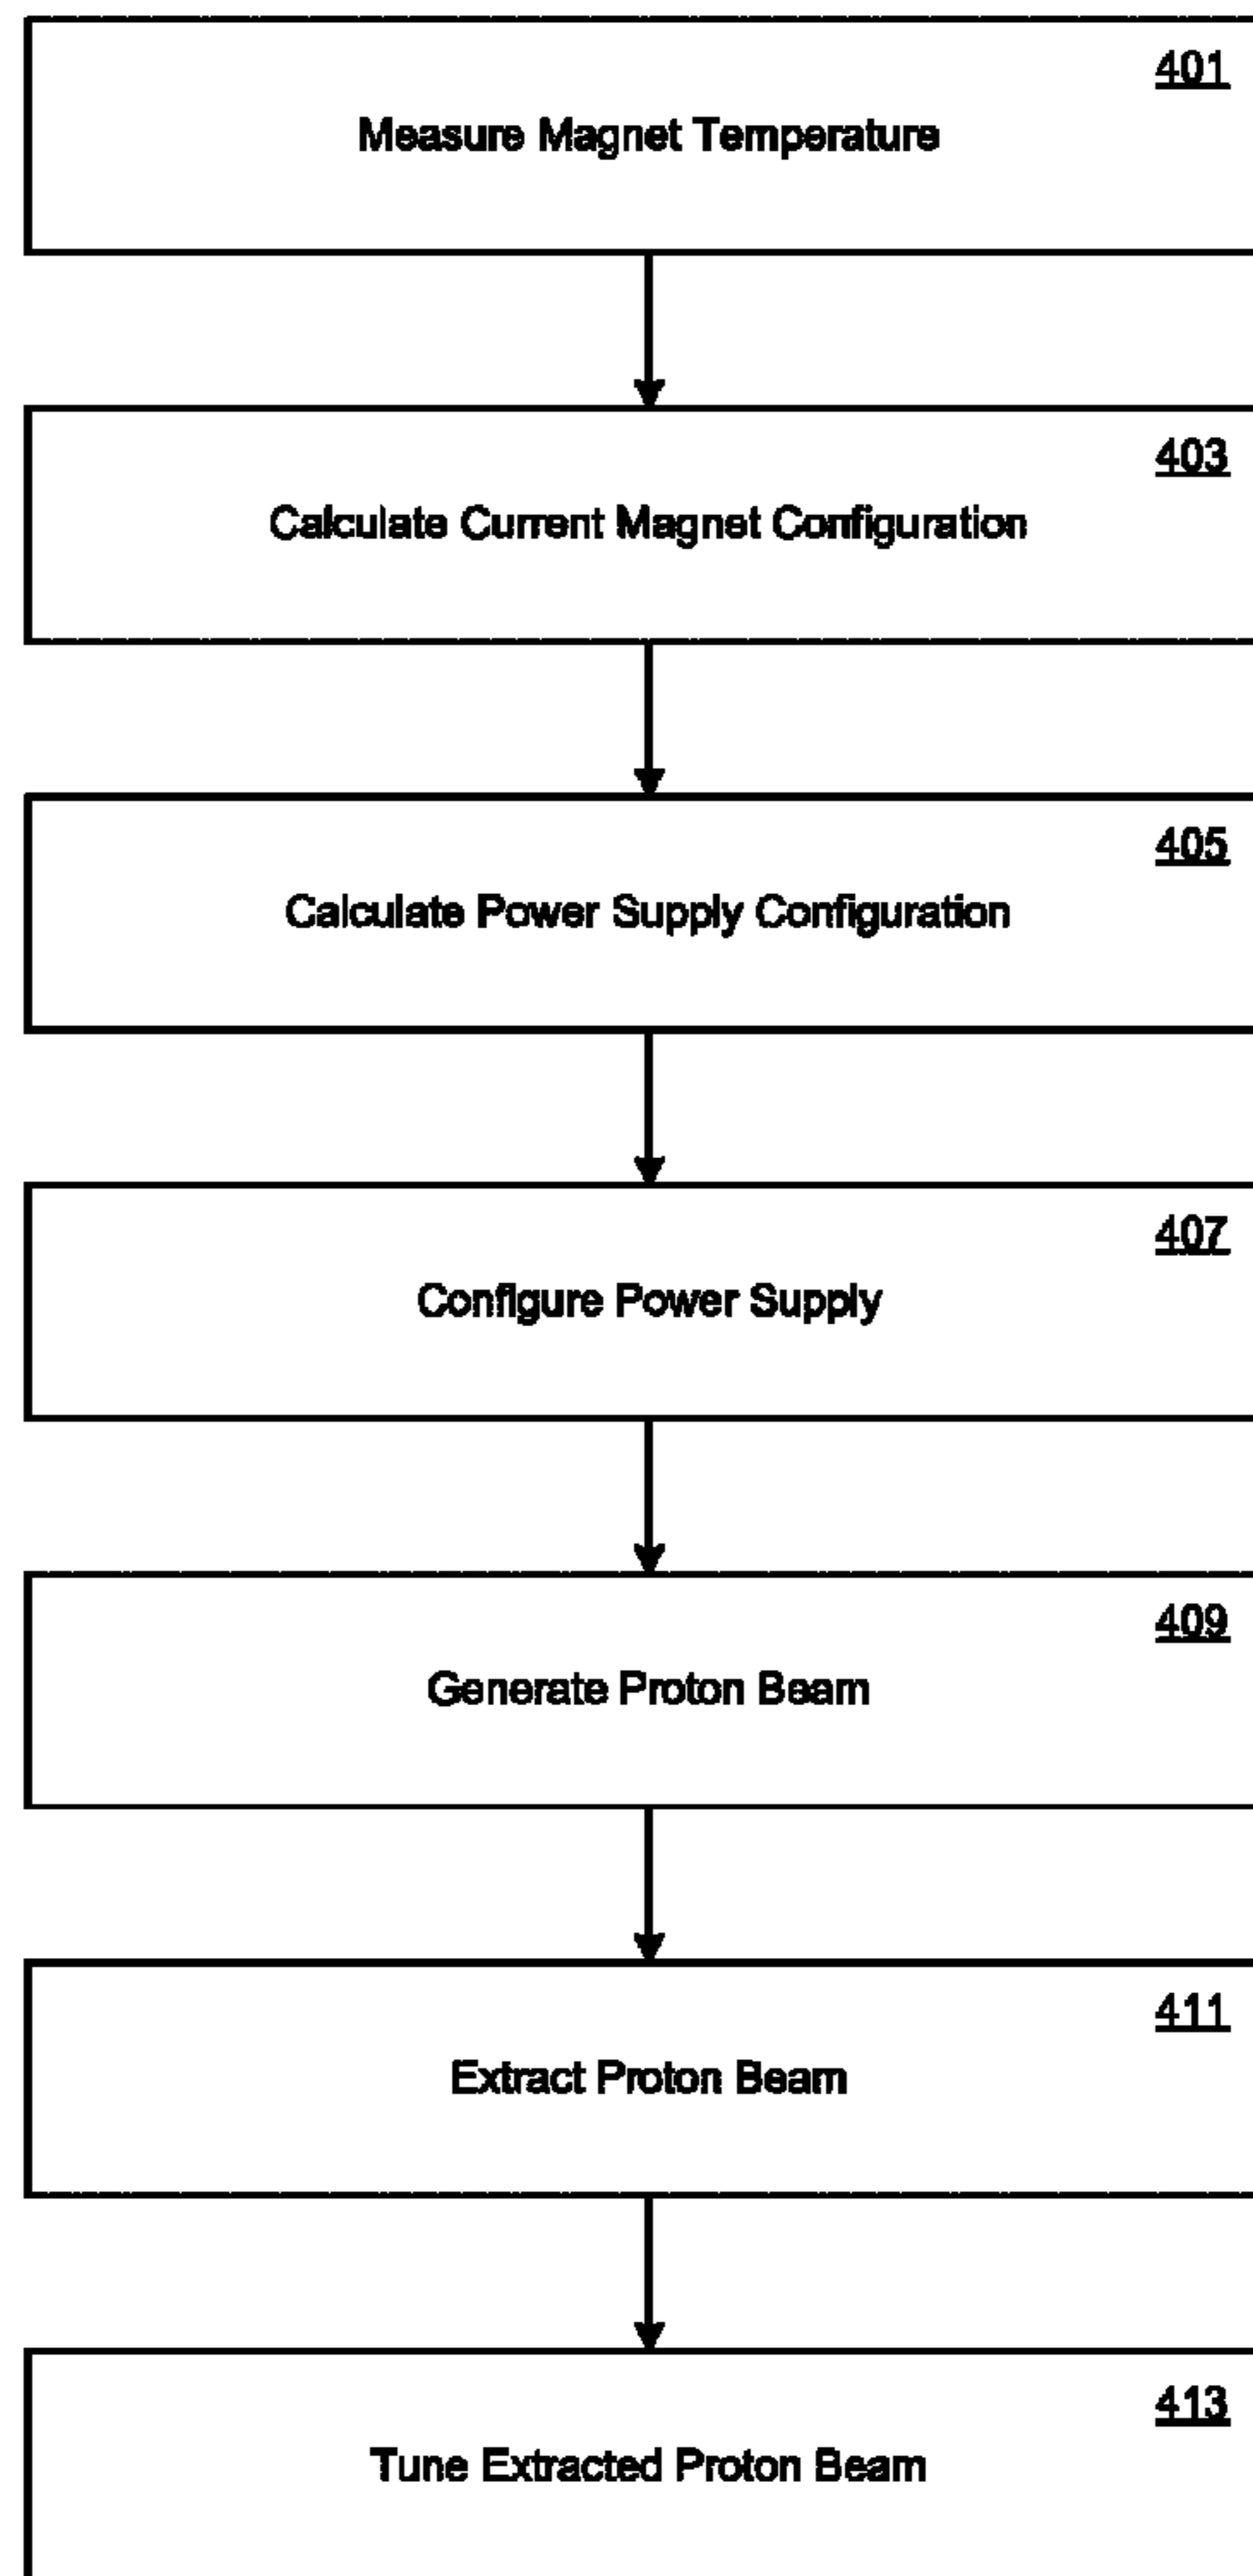 401
Measure Magnet Temperature
403
Calculate Current Magnet Configuration
405
Calculate Power Supply Configuration
407
Configure Power Supply
409
Generate Proton Beam
411
Extract Proton Beam
413
Tune Extracted Proton Beam